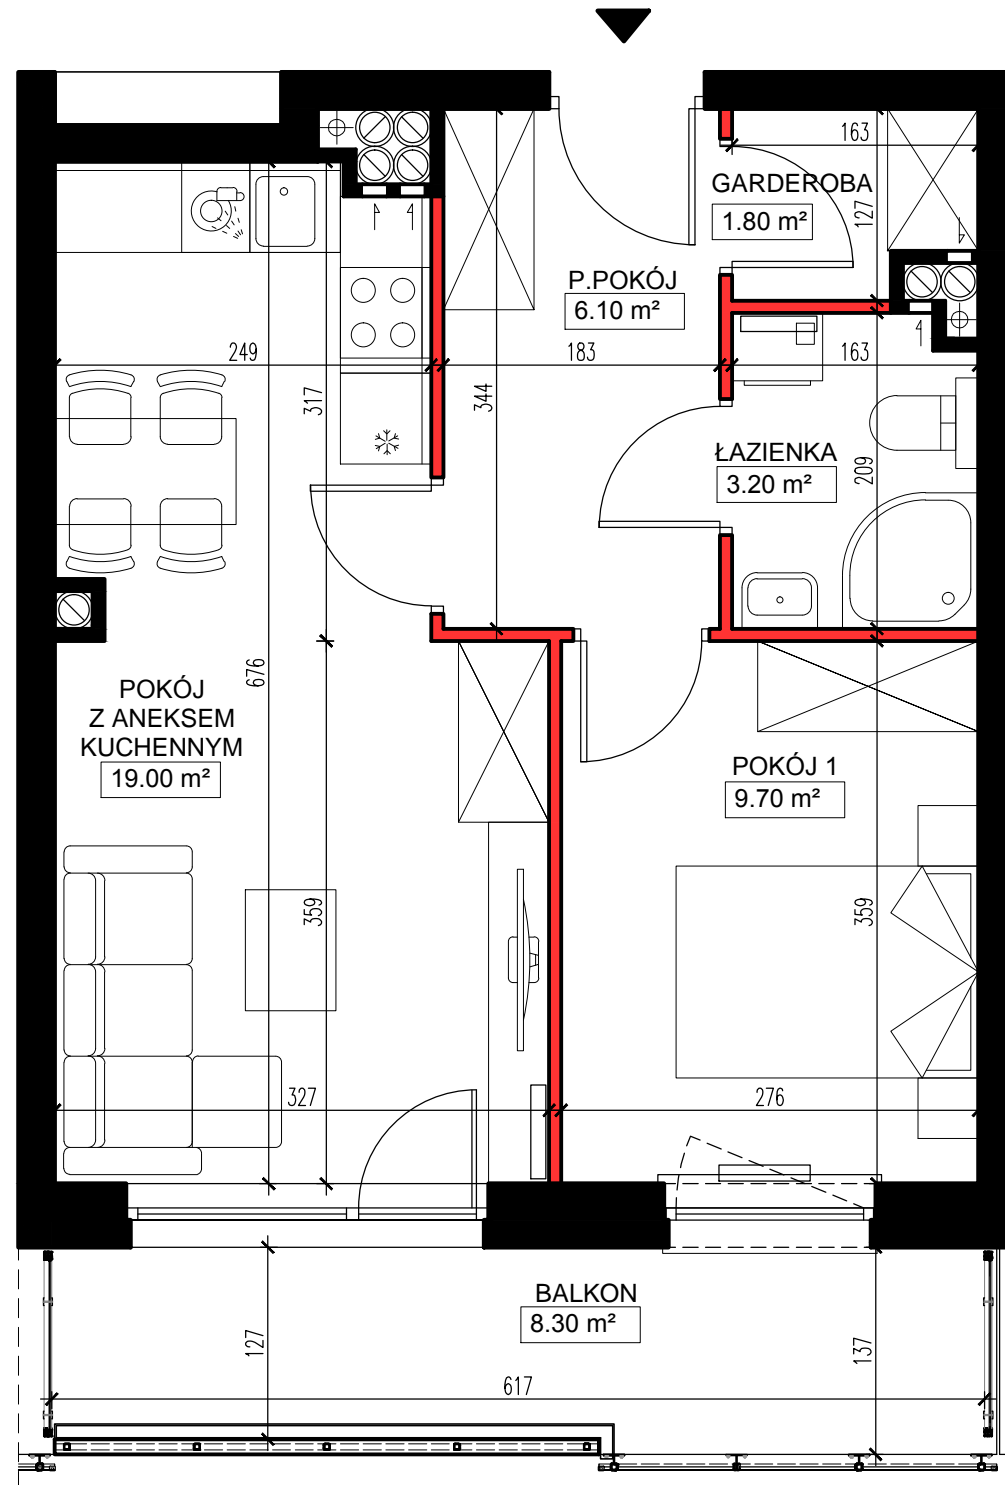 163
GARDEROBA
1.80 m²
127
P.POKÓJ
6.10 m²
249
183
163
317
344
ŁAZIENKA
3.20 m²
209
POKÓJ
Z ANEKSEM
KUCHENNYM
19.00 m²
676
POKÓJ 1
9.70 m²
359
359
327
276
BALKON
8.30 m²
127
137
617